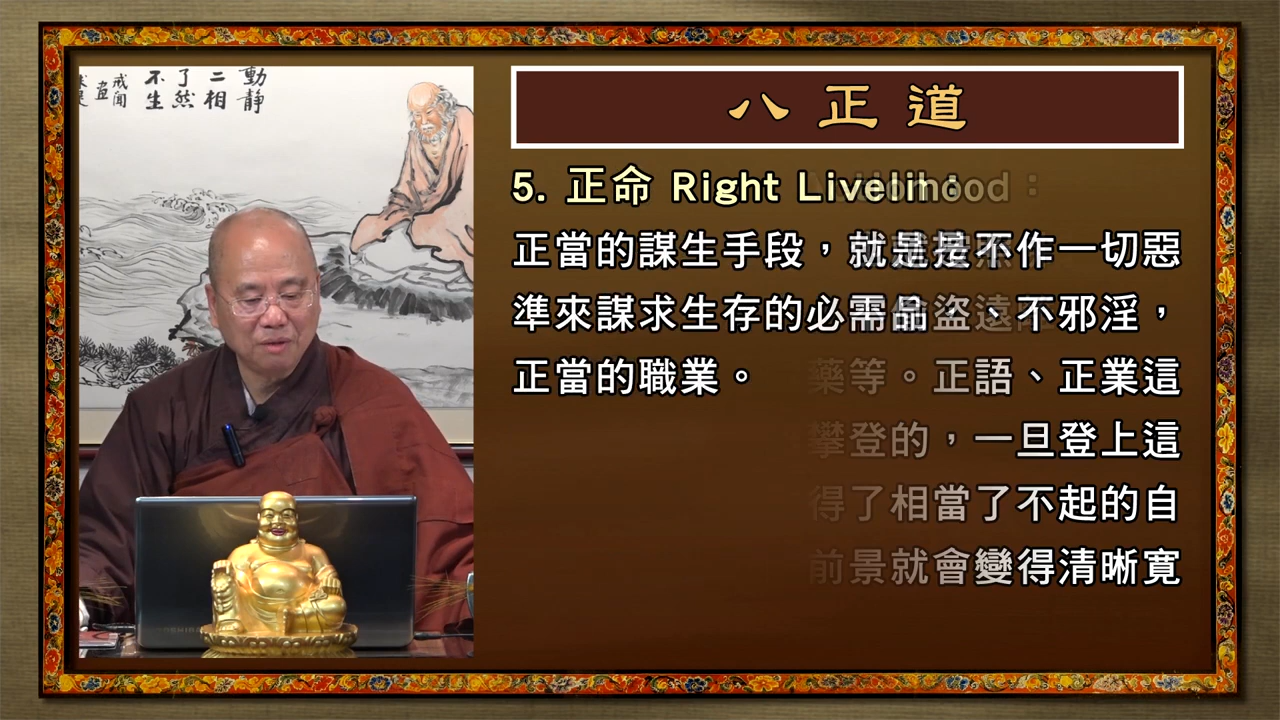 動靜
二相
了然
不生
戒聞
畫
八正道
5. 正命 Right Livelihood：
正當的謀生手段，就是不作一切惡
準來謀求生存的必需品、不邪淫，
正當的職業。 藥等。正語、正業這
攀登的，一旦登上這
得了相當了不起的自
前景就會變得清晰寬